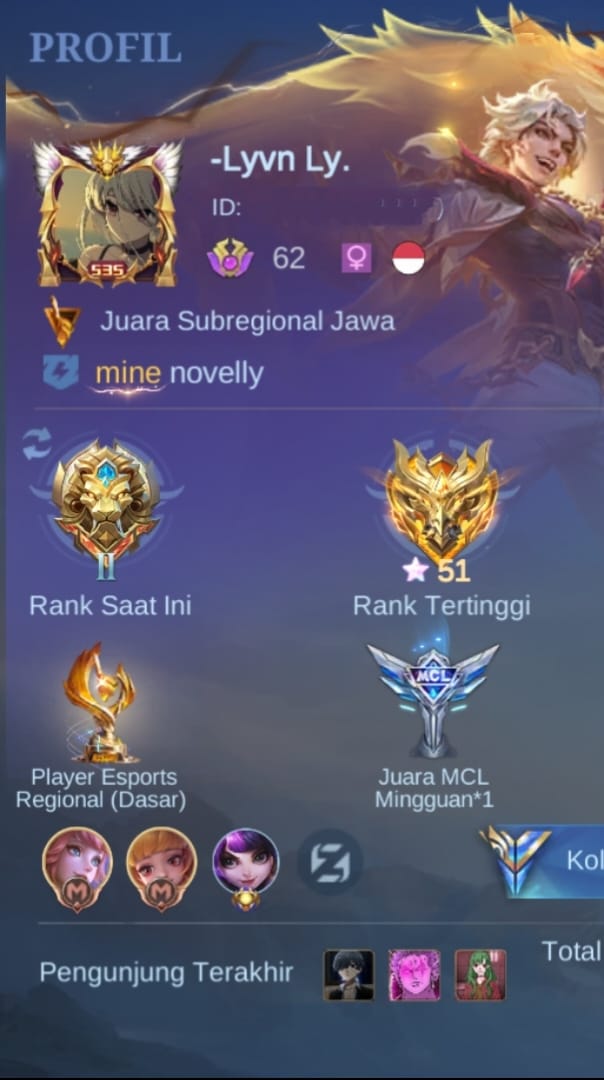 PROFIL
-Lyvn Ly.
ID:
62
535
Juara Subregional Jawa
mine novelly
II
51
Rank Saat Ini
Rank Tertinggi
MCL
Player Esports
Regional (Dasar)
Juara MCL
Mingguan*1
M
M
Kol
Total
Pengunjung Terakhir